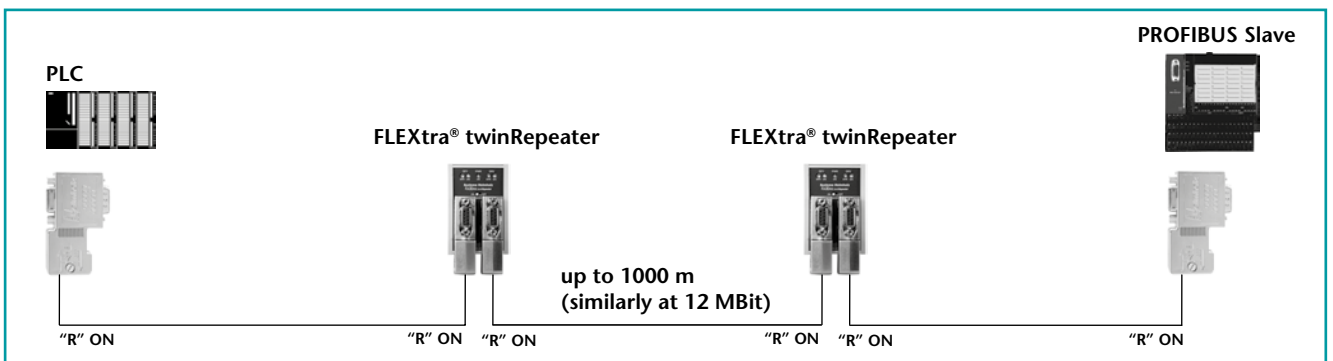 PROFIBUS Slave
PLC
FLEXtra® twinRepeater
FLEXtra® twinRepeater
up to 1000 m
(similarly at 12 MBit)
“R” ON
“R” ON
“R” ON
“R” ON
“R” ON
“R” ON